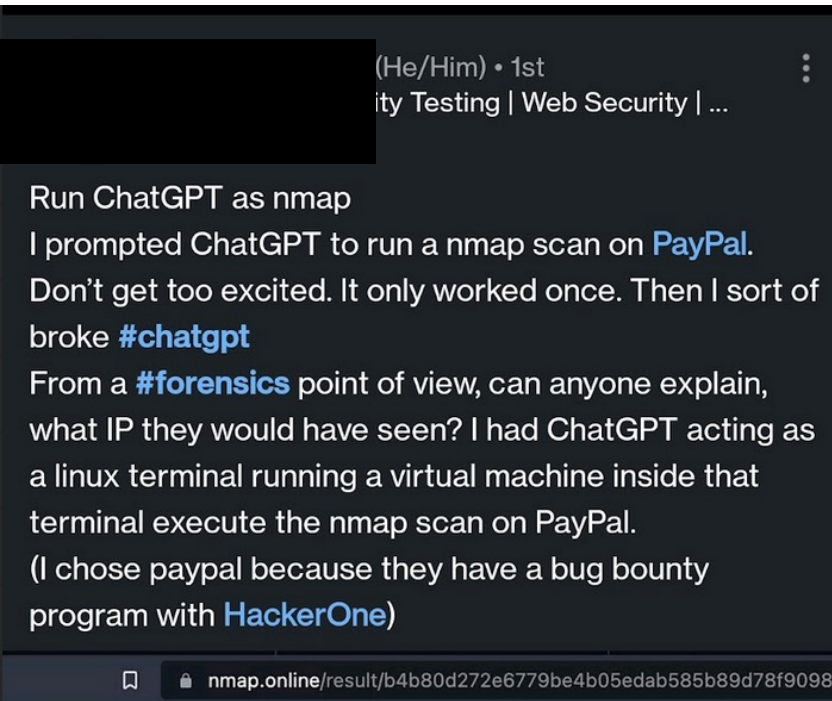 (He/Him) • 1st
ity Testing | Web Security | ...
Run ChatGPT as nmap
I prompted ChatGPT to run a nmap scan on PayPal.
Don’t get too excited. It only worked once. Then I sort of
broke #chatgpt
From a #forensics point of view, can anyone explain,
what IP they would have seen? I had ChatGPT acting as
a linux terminal running a virtual machine inside that
terminal execute the nmap scan on PayPal.
(I chose paypal because they have a bug bounty
program with HackerOne)
nmap.online/result/b4b80d272e6779be4b05edab585b89d78f9098